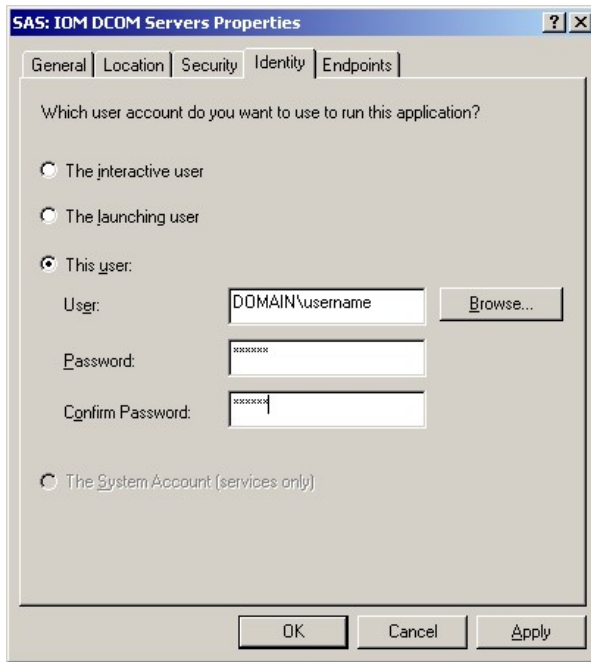 SAS: IOM DCOM Servers Properties
General Location Security Identity Endpoints
Which user account do you want to use to run this application?
The interactive user
The launching user
This user:
User: DOMAIN\username Browse...
Password: xxxxxx
Confirm Password: xxxxxx
The System Account (services only)
OK Cancel Apply